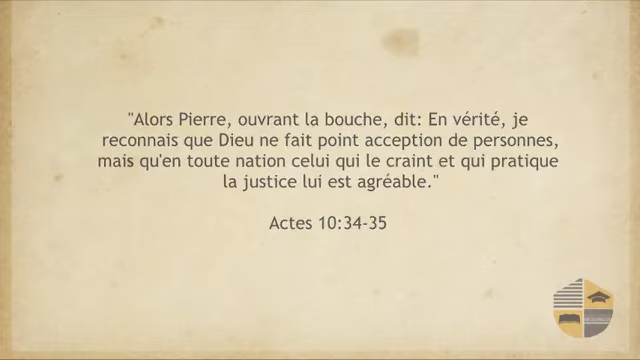 "Alors Pierre, ouvrant la bouche, dit: En vérité, je
reconnais que Dieu ne fait point acception de personnes,
mais qu'en toute nation celui qui le craint et qui pratique
la justice lui est agréable."
Actes 10:34-35